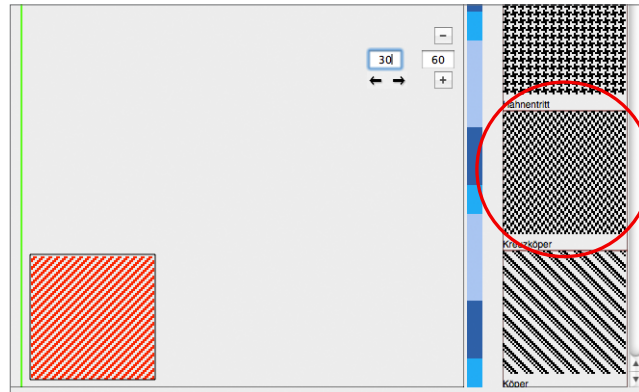 −
30 60
← → +
Hahnentritt
Kreuzköper
Köper